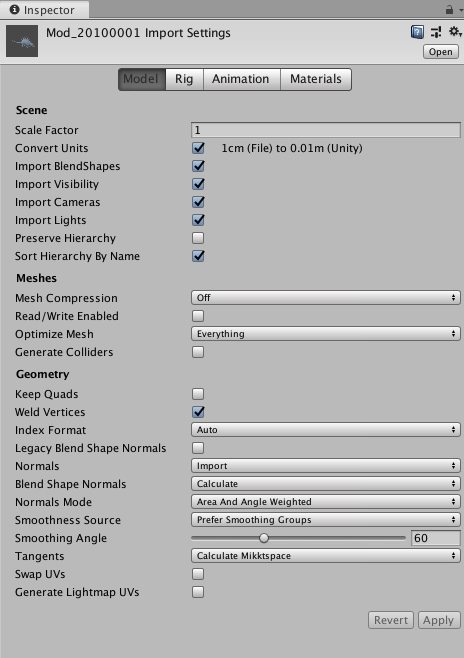 Inspector
Mod_20100001 Import Settings
Open
Model Rig Animation Materials
Scene
Scale Factor 1
Convert Units 1cm (File) to 0.01m (Unity)
Import BlendShapes
Import Visibility
Import Cameras
Import Lights
Preserve Hierarchy
Sort Hierarchy By Name
Meshes
Mesh Compression Off
Read/Write Enabled
Optimize Mesh Everything
Generate Colliders
Geometry
Keep Quads
Weld Vertices
Index Format Auto
Legacy Blend Shape Normals
Normals Import
Blend Shape Normals Calculate
Normals Mode Area And Angle Weighted
Smoothness Source Prefer Smoothing Groups
Smoothing Angle 60
Tangents Calculate Mikktspace
Swap UVs
Generate Lightmap UVs
Revert Apply